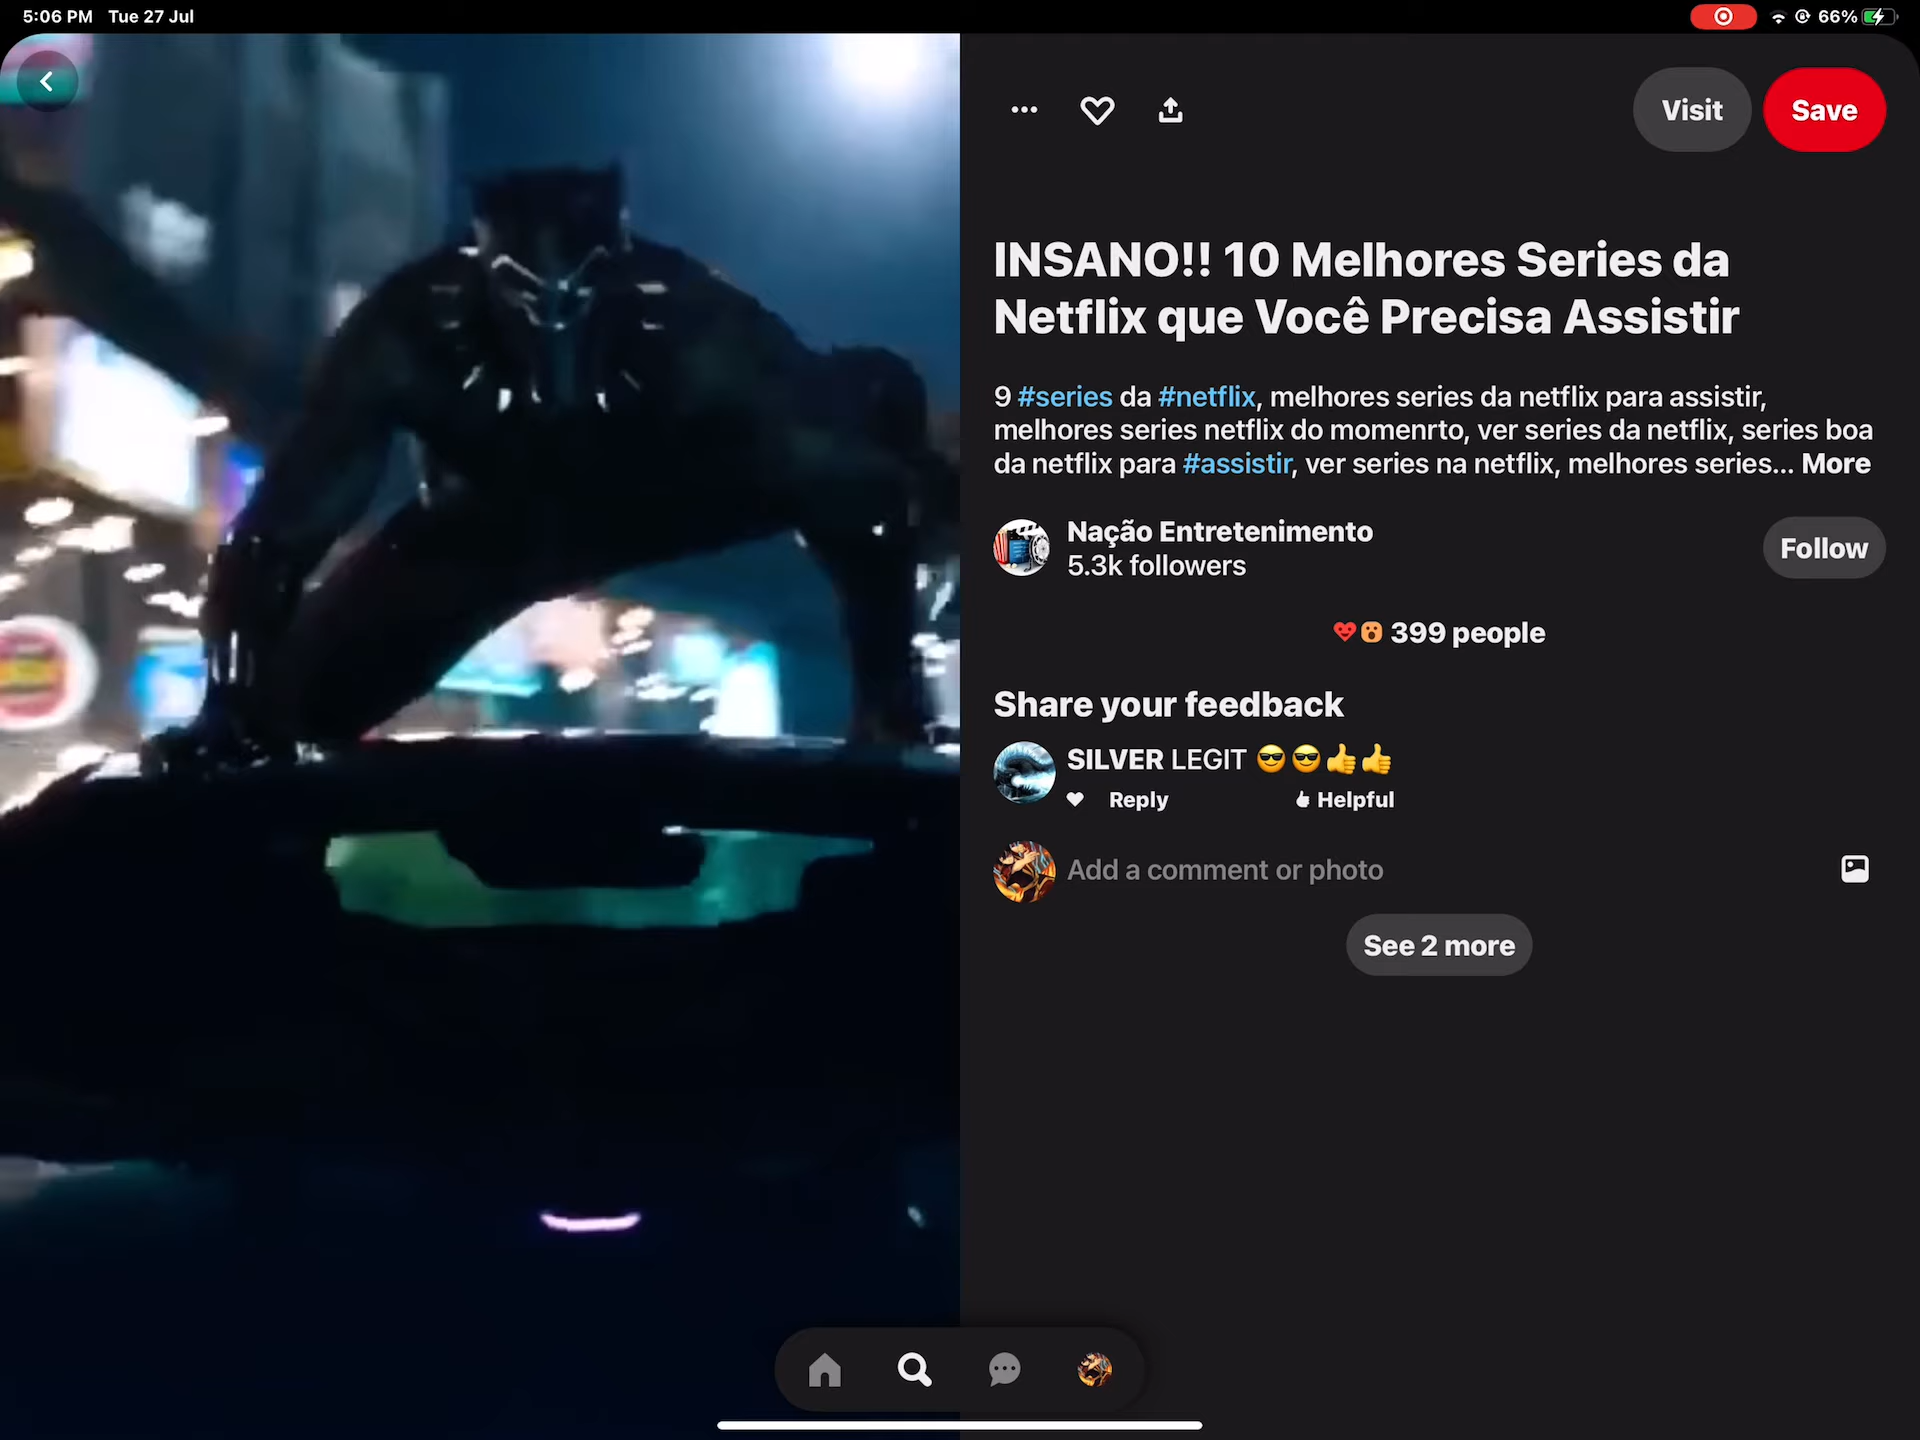 5:06 PM Tue 27 Jul
66%
Visit
Save
INSANO!! 10 Melhores Series da
Netflix que Você Precisa Assistir
9 #series da #netflix, melhores series da netflix para assistir,
melhores series netflix do momenrto, ver series da netflix, series boa
da netflix para #assistir, ver series na netflix, melhores series... More
Nação Entretenimento
5.3k followers
Follow
399 people
Share your feedback
SILVER LEGIT 😎😎👍👍
Reply
Helpful
Add a comment or photo
See 2 more